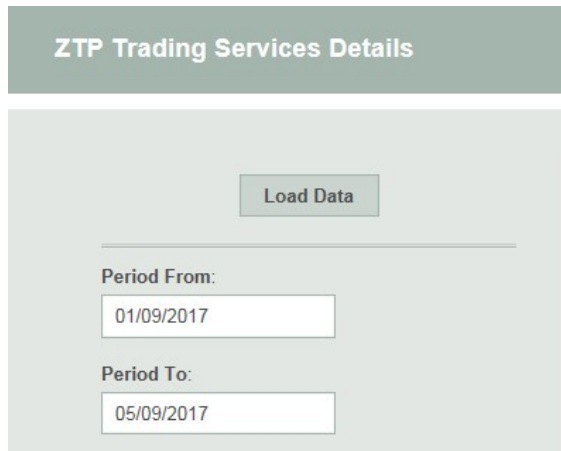 ZTP Trading Services Details
Load Data
Period From:
01/09/2017
Period To:
05/09/2017